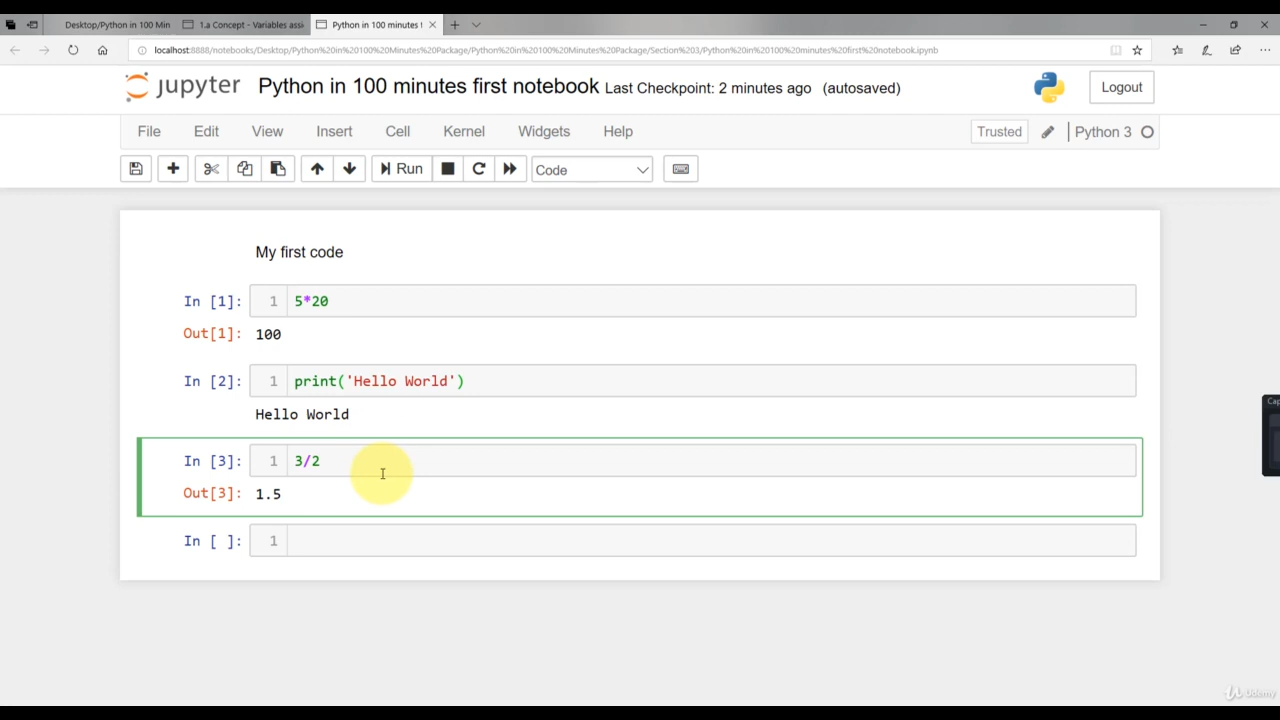 Desktop/Python in 100 Min
1.a Concept - Variables assi
Python in 100 minutes f
localhost:8888/notebooks/Desktop/Python%20in%20100%20Minutes%20Package/Python%20in%20100%20Minutes%20Package/Section%203/Python%20in%20100%20minutes%20first%20notebook.ipynb
jupyter Python in 100 minutes first notebook Last Checkpoint: 2 minutes ago (autosaved)
Logout
File Edit View Insert Cell Kernel Widgets Help
Trusted Python 3
Run Code
My first code
In [1]: 1 5*20
Out[1]: 100
In [2]: 1 print('Hello World')
Hello World
Cap
In [3]: 1 3/2
Out[3]: 1.5
In [ ]: 1
Udemy